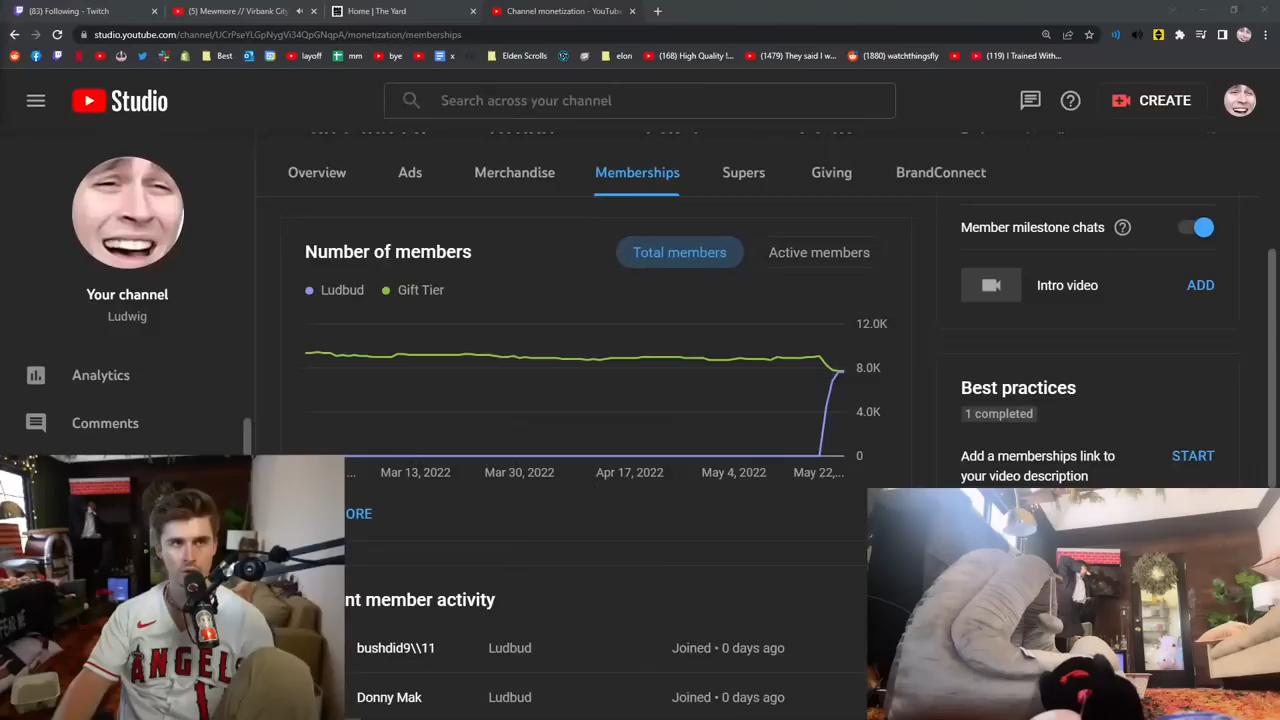 (83) Following - Twitch
(5) Mewmore // Virbank City
Home | The Yard
Channel monetization - YouTube
studio.youtube.com/channel/UCrPseYLGpNygVi34QpGNqpA/monetization/memberships
Best
layoff
mm
bye
x
Elden Scrolls
elon
(168) High Quality I...
(1479) They said I w...
(1880) watchthingsfly
(119) I Trained With...
Studio
Search across your channel
CREATE
Overview
Ads
Merchandise
Memberships
Supers
Giving
BrandConnect
Your channel
Ludwig
Analytics
Comments
Number of members
Total members
Active members
Ludbud
Gift Tier
12.0K
8.0K
4.0K
0
...
Mar 13, 2022
Mar 30, 2022
Apr 17, 2022
May 4, 2022
May 22,...
ORE
nt member activity
bushdid9\\11
Ludbud
Joined • 0 days ago
Donny Mak
Ludbud
Joined • 0 days ago
Member milestone chats
Intro video
ADD
Best practices
1 completed
Add a memberships link to
your video description
START
ANGELS
1